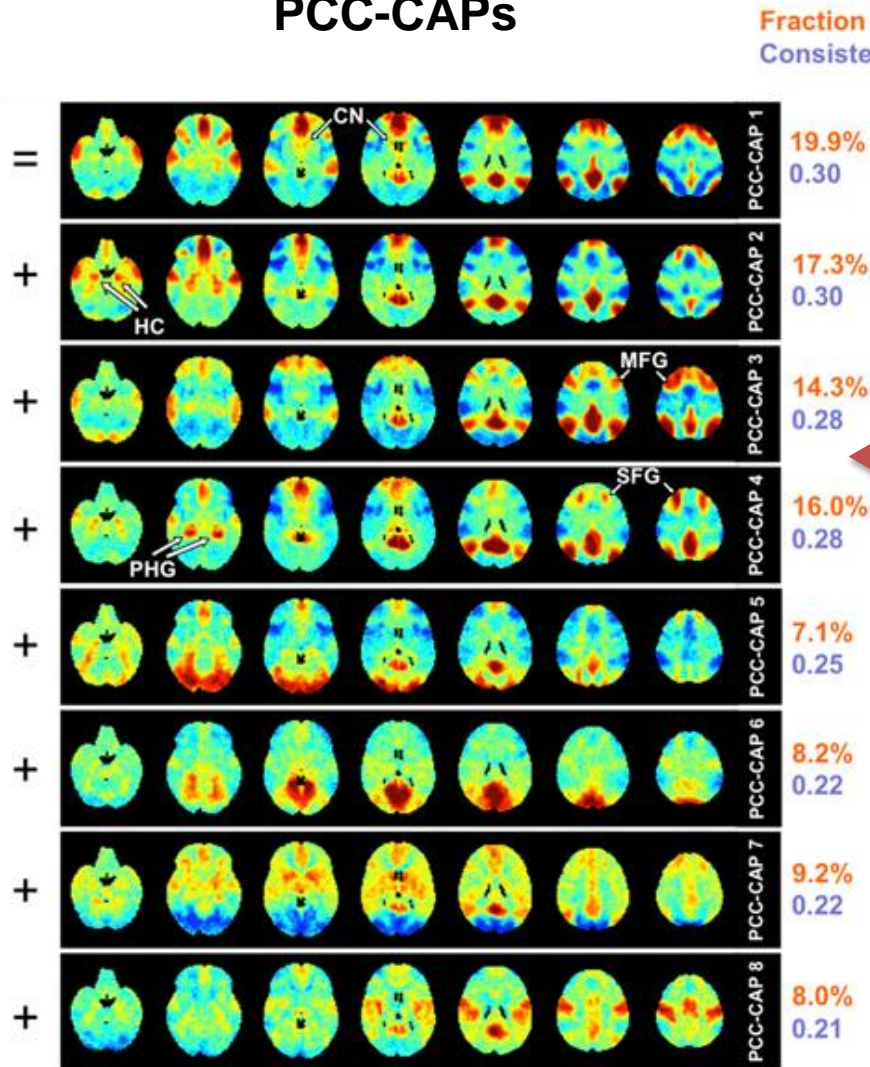 PCC-CAPs
Fraction
Consiste
= CN PCC-CAP 1 19.9%
0.30
+ HC PCC-CAP 2 17.3%
0.30
+ MFG PCC-CAP 3 14.3%
0.28
+ SFG PHG PCC-CAP 4 16.0%
0.28
+ PCC-CAP 5 7.1%
0.25
+ PCC-CAP 6 8.2%
0.22
+ PCC-CAP 7 9.2%
0.22
+ PCC-CAP 8 8.0%
0.21